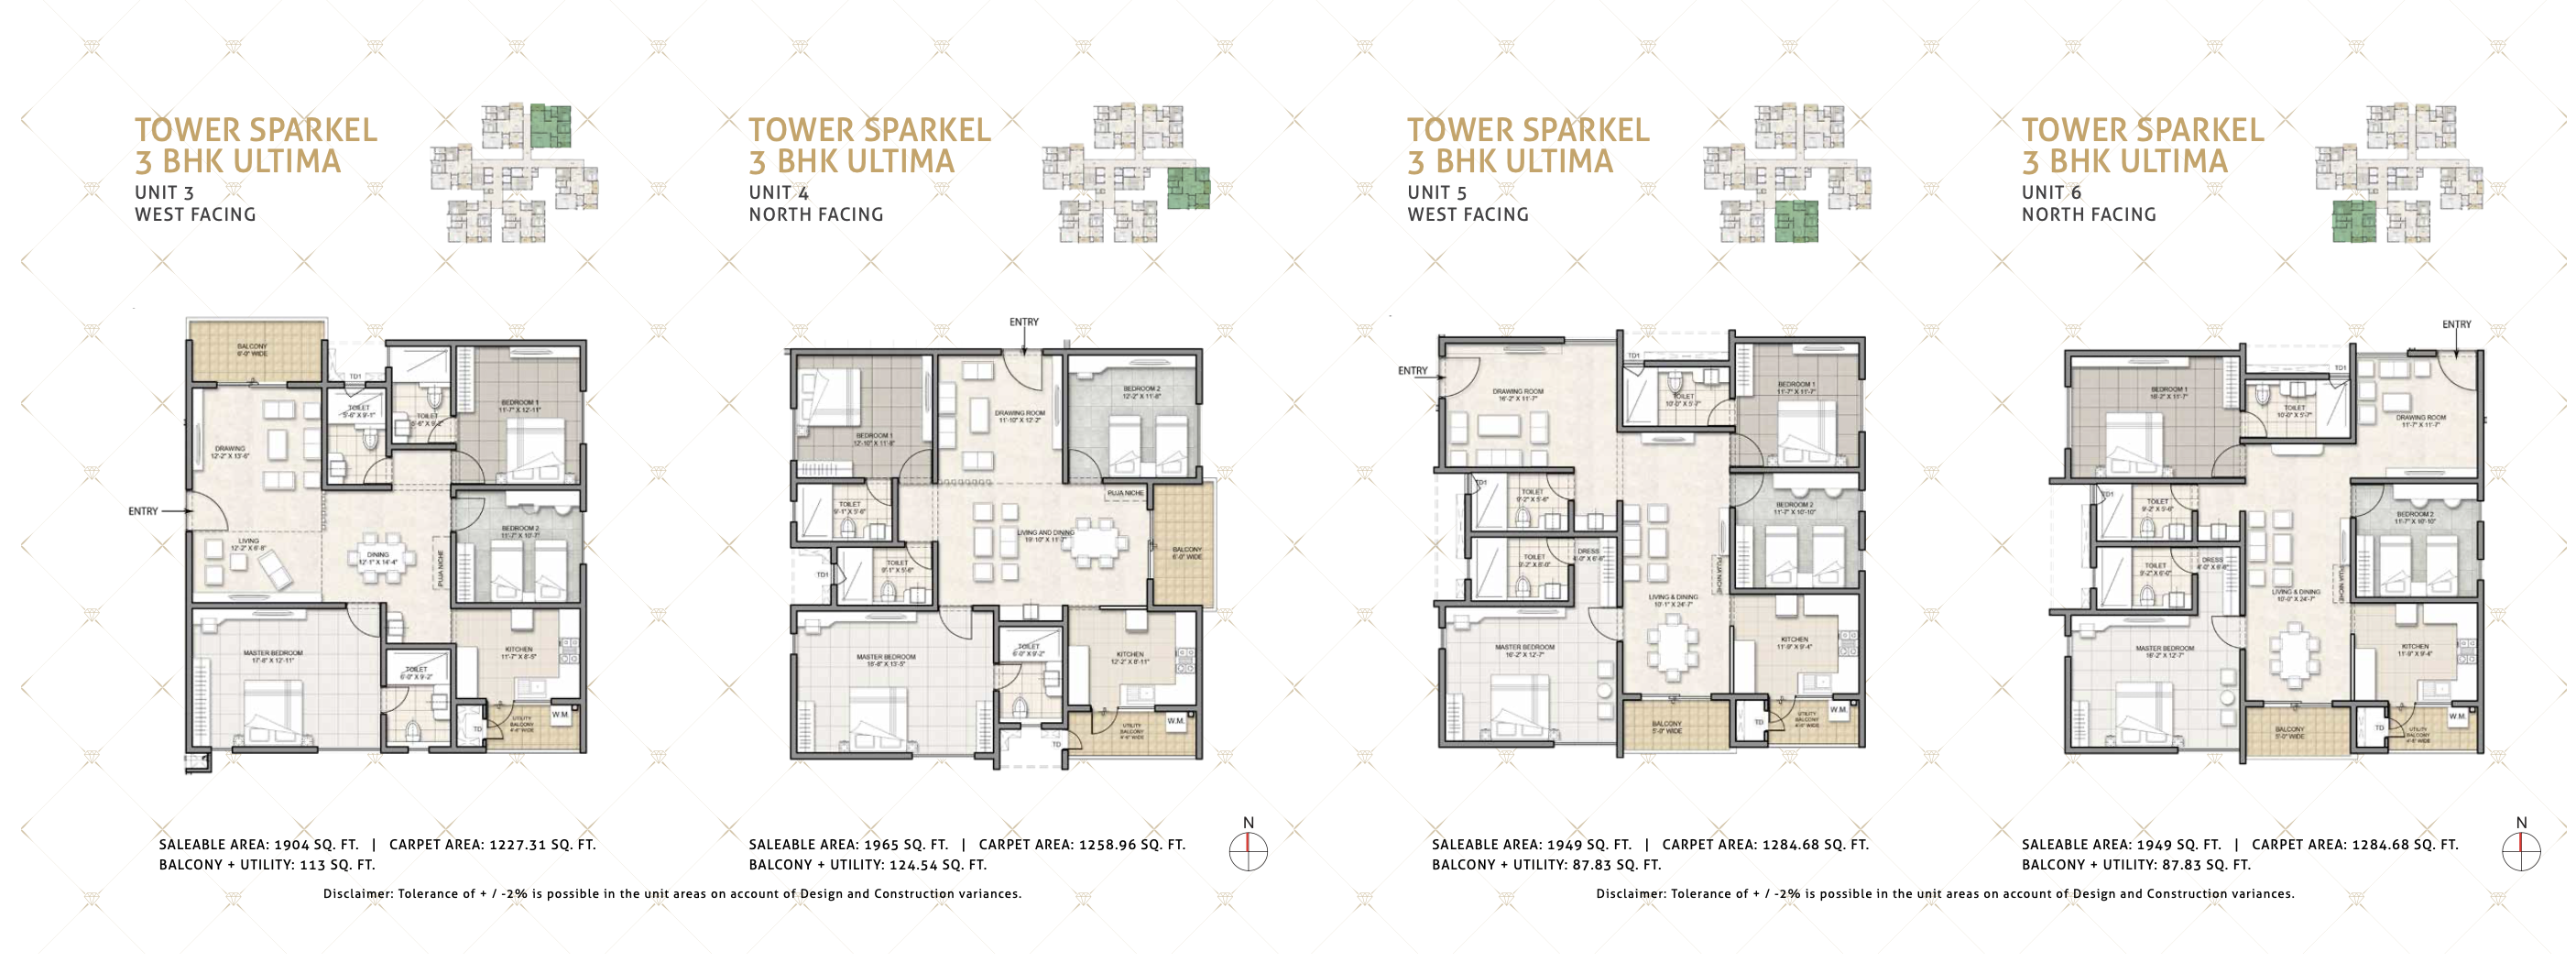 TOWER SPARKEL
3 BHK ULTIMA
UNIT 3
WEST FACING
BALCONY
6'-0" WIDE
TD1
TOILET
5'-6" X 9'-1"
TOILET
BEDROOM 1
11'-7" X 12'-11"
DRAWING
12'-2" X 13'-6"
ENTRY
LIVING
12'-2" X 6'-6"
DINING
12'-1" X 14'-4"
PUJA NICHE
BEDROOM 2
11'-7" X 10'-7"
MASTER BEDROOM
17'-6" X 12'-11"
TOILET
6'-0" X 9'-2"
KITCHEN
11'-7" X 8'-5"
TD
UTILITY
BALCONY
4'-6" WIDE
W.M.
SALEABLE AREA: 1904 SQ. FT. | CARPET AREA: 1227.31 SQ. FT.
BALCONY + UTILITY: 113 SQ. FT.
TOWER SPARKEL
3 BHK ULTIMA
UNIT 4
NORTH FACING
ENTRY
BEDROOM 1
12'-10" X 11'-6"
DRAWING ROOM
11'-10" X 12'-2"
BEDROOM 2
12'-2" X 11'-6"
PUJA NICHE
TOILET
9'-1" X 5'-6"
LIVING AND DINING
19'-10" X 11'-2"
BALCONY
6'-0" WIDE
TD1
TOILET
9'-1" X 5'-6"
MASTER BEDROOM
18'-8" X 13'-5"
TOILET
6'-0" X 9'-2"
KITCHEN
12'-2" X 8'-11"
UTILITY
BALCONY
4'-6" WIDE
W.M.
TD
SALEABLE AREA: 1965 SQ. FT. | CARPET AREA: 1258.96 SQ. FT.
BALCONY + UTILITY: 124.54 SQ. FT.
N
Disclaimer: Tolerance of + / -2% is possible in the unit areas on account of Design and Construction variances.
TOWER SPARKEL
3 BHK ULTIMA
UNIT 5
WEST FACING
ENTRY
DRAWING ROOM
16'-2" X 11'-7"
TD1
TOILET
10'-0" X 5'-7"
BEDROOM 1
11'-7" X 11'-7"
TD1
TOILET
9'-2" X 5'-6"
BEDROOM 2
11'-7" X 10'-10"
TOILET
9'-2" X 6'-0"
DRESS
PUJA NICHE
LIVING & DINING
10'-1" X 24'-7"
MASTER BEDROOM
16'-2" X 12'-7"
KITCHEN
11'-9" X 9'-4"
BALCONY
5'-0" WIDE
TD
UTILITY
BALCONY
4'-6" WIDE
W.M.
SALEABLE AREA: 1949 SQ. FT. | CARPET AREA: 1284.68 SQ. FT.
BALCONY + UTILITY: 87.83 SQ. FT.
TOWER SPARKEL
3 BHK ULTIMA
UNIT 6
NORTH FACING
ENTRY
BEDROOM 1
16'-2" X 11'-7"
TD1
TOILET
10'-0" X 5'-7"
DRAWING ROOM
11'-7" X 11'-7"
TD1
TOILET
9'-2" X 5'-6"
BEDROOM 2
11'-7" X 10'-10"
TOILET
9'-2" X 6'-0"
DRESS
PUJA NICHE
LIVING & DINING
10'-0" X 24'-7"
MASTER BEDROOM
16'-2" X 12'-7"
KITCHEN
11'-9" X 9'-4"
BALCONY
5'-0" WIDE
TD
UTILITY
BALCONY
4'-6" WIDE
W.M.
SALEABLE AREA: 1949 SQ. FT. | CARPET AREA: 1284.68 SQ. FT.
BALCONY + UTILITY: 87.83 SQ. FT.
N
Disclaimer: Tolerance of + / -2% is possible in the unit areas on account of Design and Construction variances.